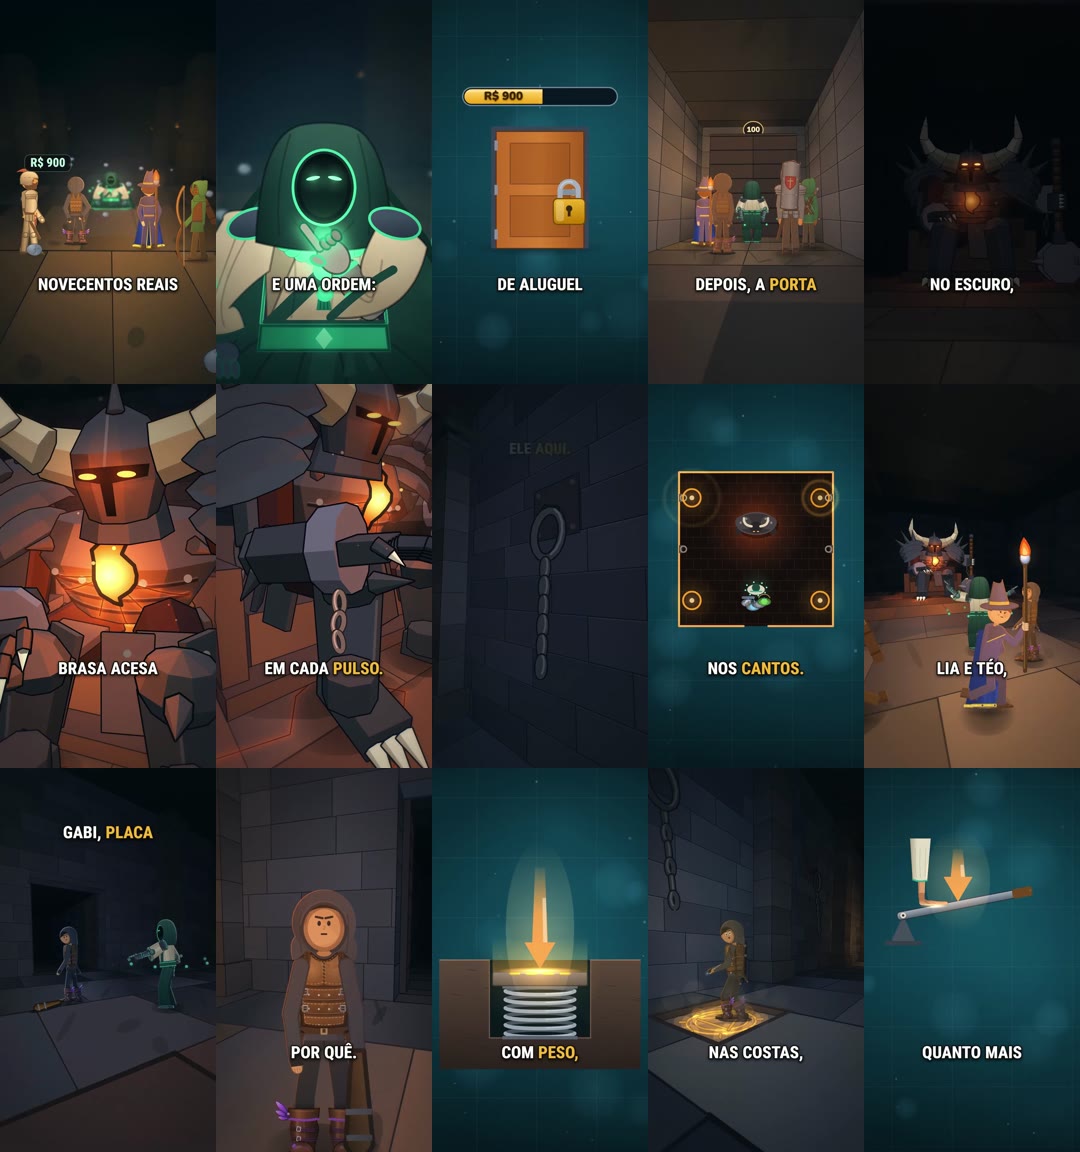 R$ 900
NOVECENTOS REAIS
E UMA ORDEM:
R$ 900
DE ALUGUEL
100
DEPOIS, A PORTA
NO ESCURO,
BRASA ACESA
EM CADA PULSO.
ELE AQUI.
NOS CANTOS.
LIA E TÉO,
GABI, PLACA
POR QUÊ.
COM PESO,
NAS COSTAS,
QUANTO MAIS